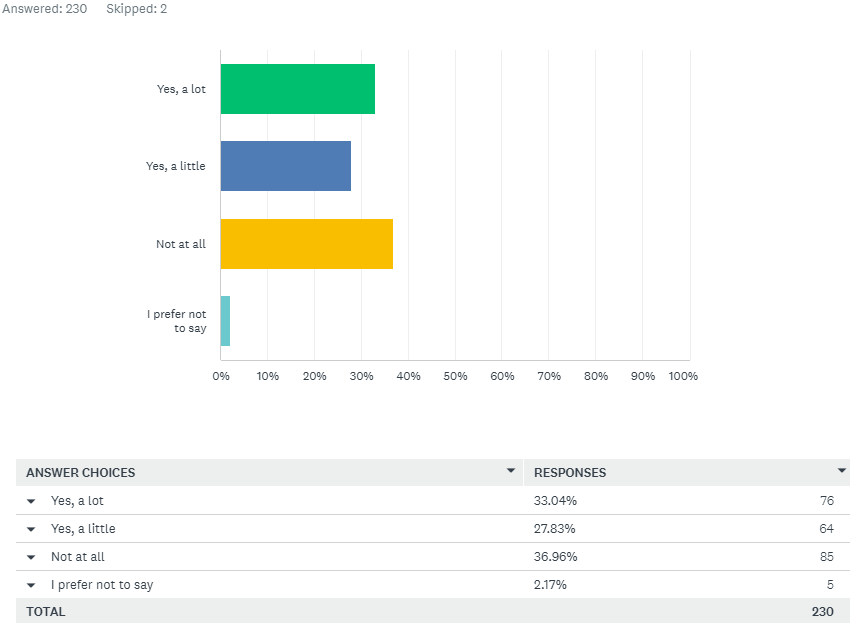 Answered: 230 Skipped: 2
Yes, a lot
Yes, a little
Not at all
I prefer not
to say
0% 10% 20% 30% 40% 50% 60% 70% 80% 90% 100%
ANSWER CHOICES RESPONSES
Yes, a lot 33.04% 76
Yes, a little 27.83% 64
Not at all 36.96% 85
I prefer not to say 2.17% 5
TOTAL 230